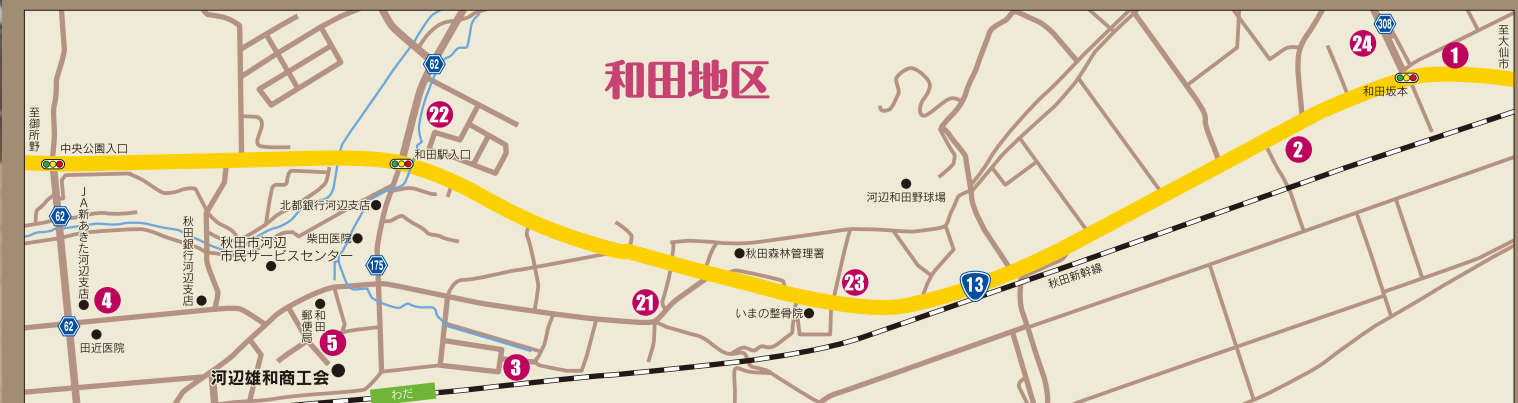 和田地区
至大仙市
308
24
1
和田坂本
2
62
22
至御所野
中央公園入口
和田駅入口
河辺和田野球場
62
JA新あきた河辺支店
秋田銀行河辺支店
北都銀行河辺支店
柴田医院
秋田市河辺
市民サービスセンター
175
秋田森林管理署
いまの整骨院
23
13
秋田新幹線
21
4
62
田近医院
和田
郵便局
5
3
河辺雄和商工会
わだ